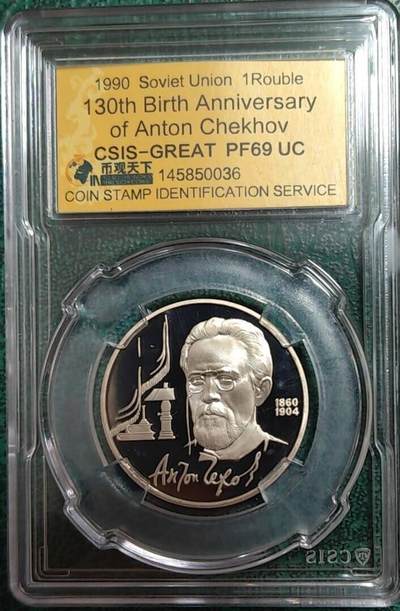 1990 Soviet Union 1Rouble
130th Birth Anniversary
of Anton Chekhov
CSIS-GREAT PF69 UC
币观天下
145850036
COIN STAMP IDENTIFICATION SERVICE
1860
1904
Антон Чехов
CSIS